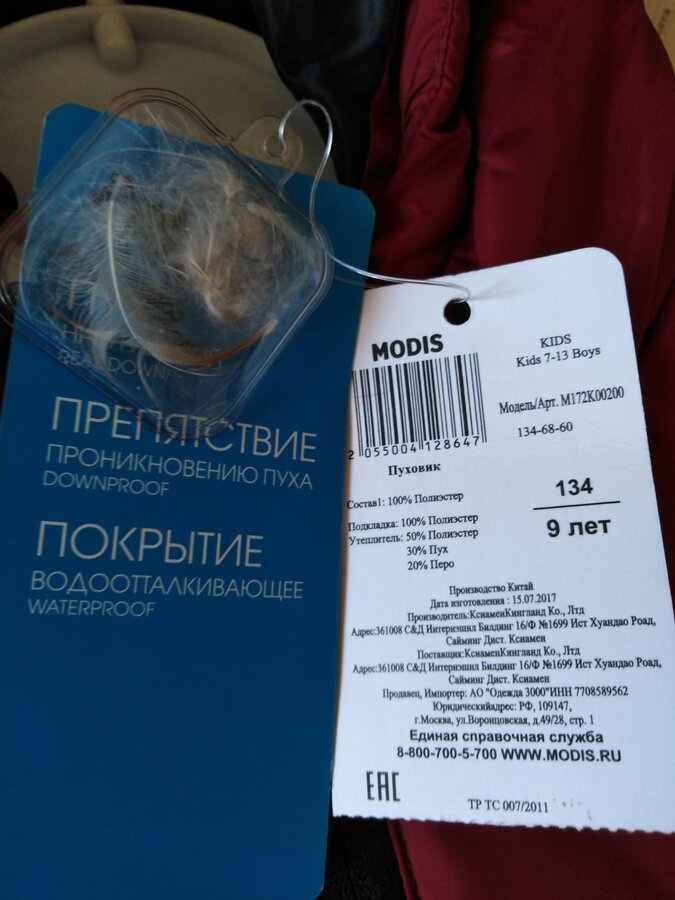 REAL DOWN
ПРЕПЯТСТВИЕ
ПРОНИКНОВЕНИЮ ПУХА
DOWNPROOF
ПОКРЫТИЕ
ВОДООТТАЛКИВАЮЩЕЕ
WATERPROOF
MODIS
2 055004 128647
Пуховик
KIDS
Kids 7-13 Boys
Модель/Арт. M172K00200
134-68-60
134
9 лет
Состав1: 100% Полиэстер
Подкладка: 100% Полиэстер
Утеплитель: 50% Полиэстер
30% Пух
20% Перо
Производство Китай
Дата изготовления : 15.07.2017
Производитель:КсиаменКингланд Ко., Лтд
Адрес:361008 С&Д Интернэшнл Билдинг 16/Ф №1699 Ист Хуандао Роад,
Сайминг Дист. Ксиамен
Поставщик:КсиаменКингланд Ко., Лтд
Адрес:361008 С&Д Интернэшнл Билдинг 16/Ф №1699 Ист Хуандао Роад,
Сайминг Дист. Ксиамен
Продавец, Импортер: АО "Одежда 3000"ИНН 7708589562
Юридическийадрес: РФ, 109147,
г.Москва, ул.Воронцовская, д.49/28, стр. 1
Единая справочная служба
8-800-700-5-700 WWW.MODIS.RU
EAC
ТР ТС 007/2011